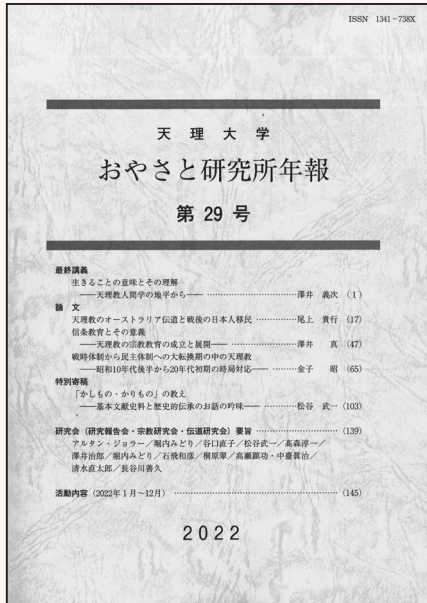 ISSN 1341-738X
天理大学
おやさと研究所年報
第 29 号
最終講義
生きることの意味とその理解
――天理教人間学の地平から―― ……………………澤井 義次 (1)
論 文
天理教のオーストラリア伝道と戦後の日本人移民 ……………尾上 貴行 (17)
信条教育とその意義
――天理教の宗教教育の成立と展開―― ……………………澤井 真 (47)
戦時体制から民主体制への大転換期の中の天理教
――昭和10年代後半から20年代初期の時局対応―― ………金子 昭 (65)
特別寄稿
「かしもの・かりもの」の教え
――基本文献史料と歴史的伝承のお話の吟味―― …………松谷 武一 (103)
研究会(研究報告会・宗教研究会・伝道研究会)要旨 ……………………(139)
アルタン・ジョラー/堀内みどり/谷口直子/松谷武一/高森淳一/
澤井治郎/堀内みどり/石飛和彦/桐原翠/高瀬顕功・中臺眞治/
清水直太郎/長谷川善久
活動内容(2022年1月~12月) ……………………………………(145)
2022